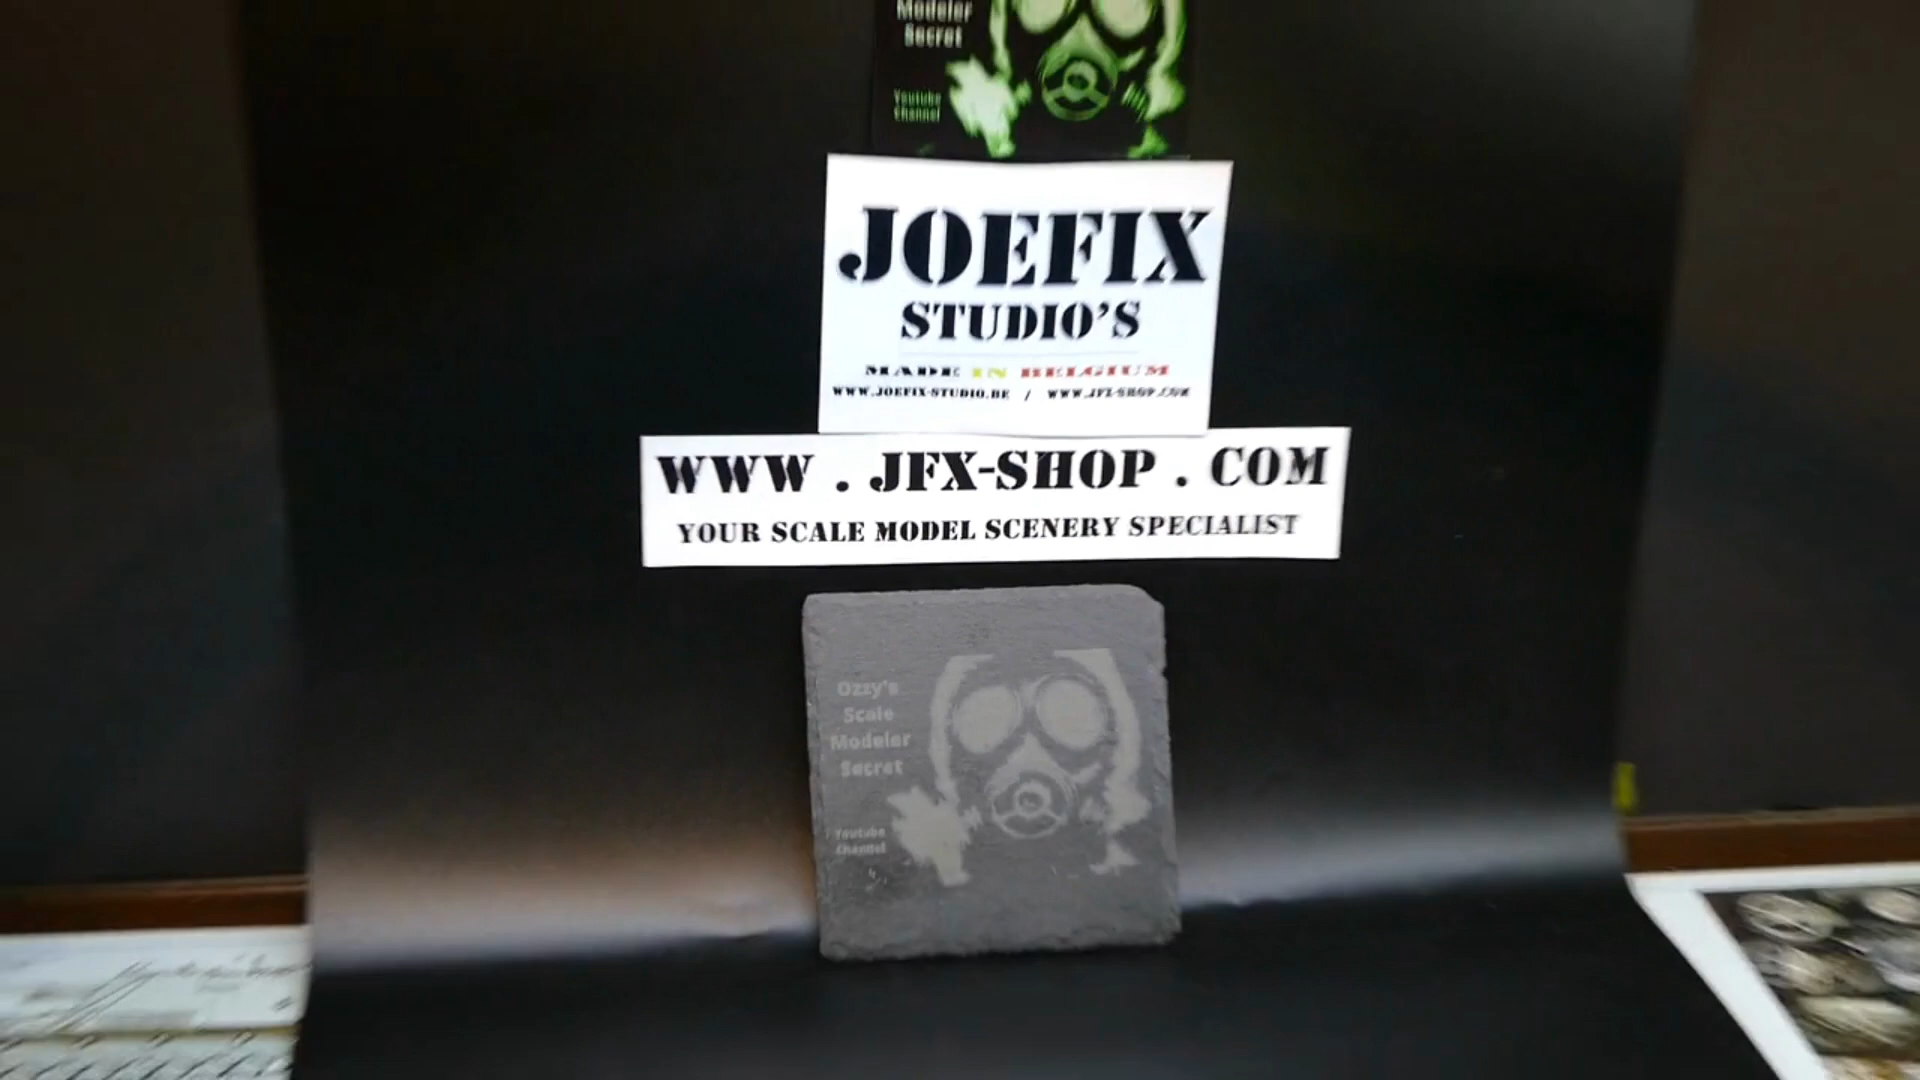 Modeler
Secret
Youtube
Channel
JOEFIX
STUDIO'S
MADE IN BELGIUM
WWW.JOEFIX-STUDIO.BE / WWW.JFX-SHOP.COM
WWW . JFX-SHOP . COM
YOUR SCALE MODEL SCENERY SPECIALIST
Ozzy's
Scale
Modeler
Secret
Youtube
Channel